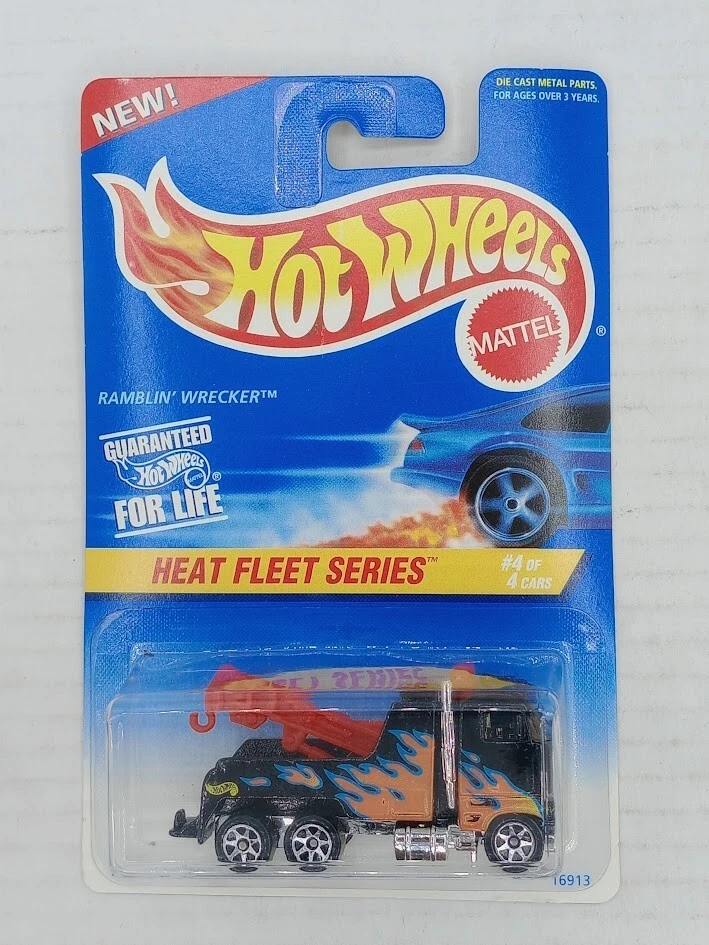 NEW!
DIE CAST METAL PARTS.
FOR AGES OVER 3 YEARS.
HOT WHEELS
MATTEL
®
RAMBLIN' WRECKER™
GUARANTEED
HOT WHEELS ®
FOR LIFE
HEAT FLEET SERIES™
#4 OF
4 CARS
16913